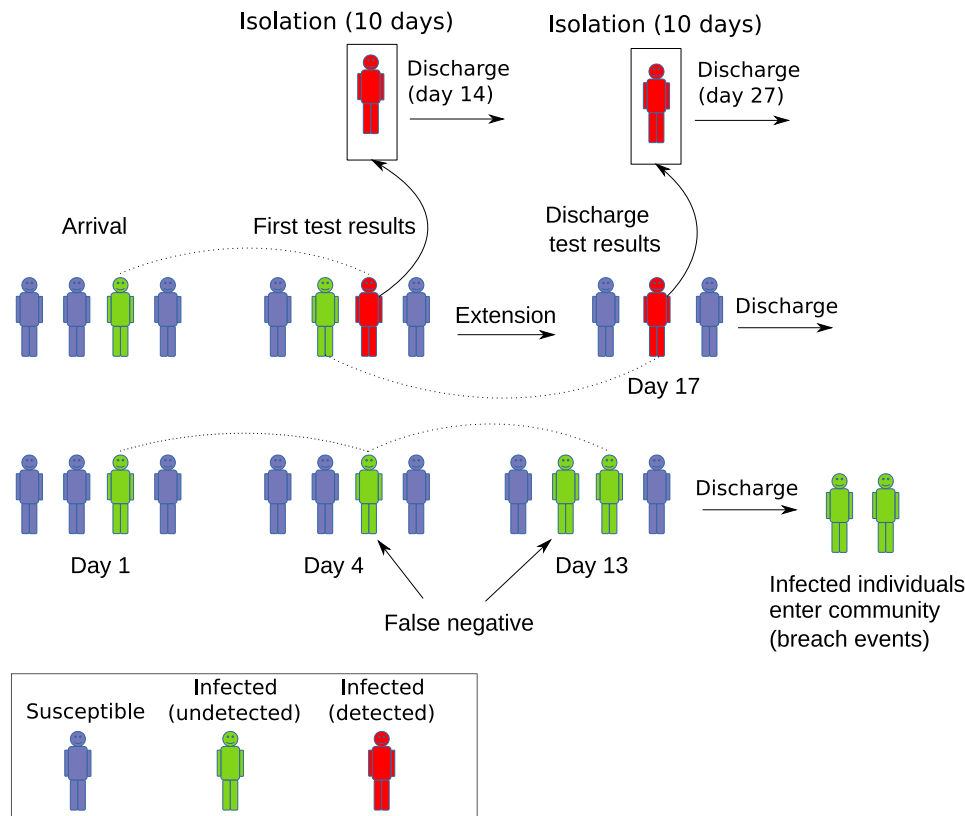 Isolation (10 days)
Isolation (10 days)
Discharge
(day 14)
Discharge
(day 27)
Arrival
First test results
Discharge
test results
Extension
Discharge
Day 17
Discharge
Day 1
Day 4
Day 13
False negative
Infected individuals
enter community
(breach events)
Susceptible
Infected
(undetected)
Infected
(detected)